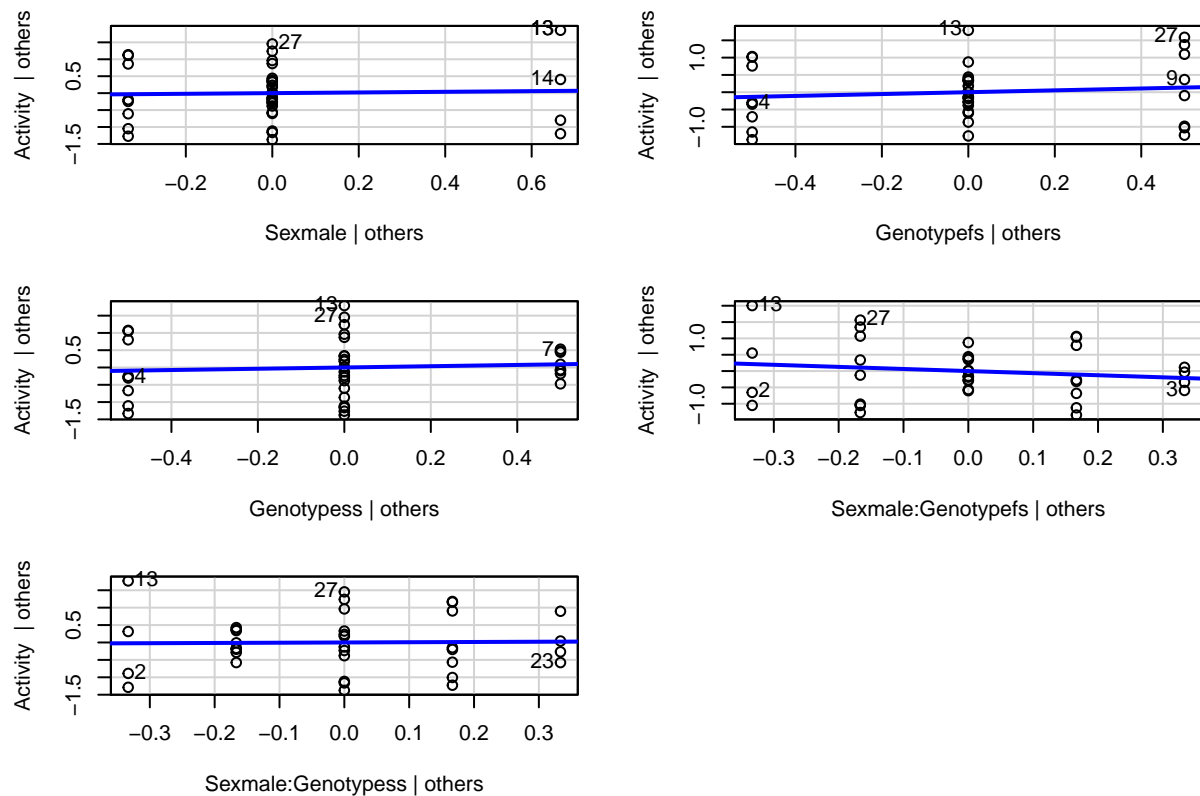 Activity | others
0.5
−1.5
13
27
14
−0.2 0.0 0.2 0.4 0.6
Sexmale | others
Activity | others
1.0
−1.0
13
27
9
4
−0.4 −0.2 0.0 0.2 0.4
Genotypefs | others
Activity | others
0.5
−1.5
13
27
7
4
−0.4 −0.2 0.0 0.2 0.4
Genotypess | others
Activity | others
1.0
−1.0
13
27
2
3
−0.3 −0.2 −0.1 0.0 0.1 0.2 0.3
Sexmale:Genotypefs | others
Activity | others
0.5
−1.5
13
27
2
23
−0.3 −0.2 −0.1 0.0 0.1 0.2 0.3
Sexmale:Genotypess | others